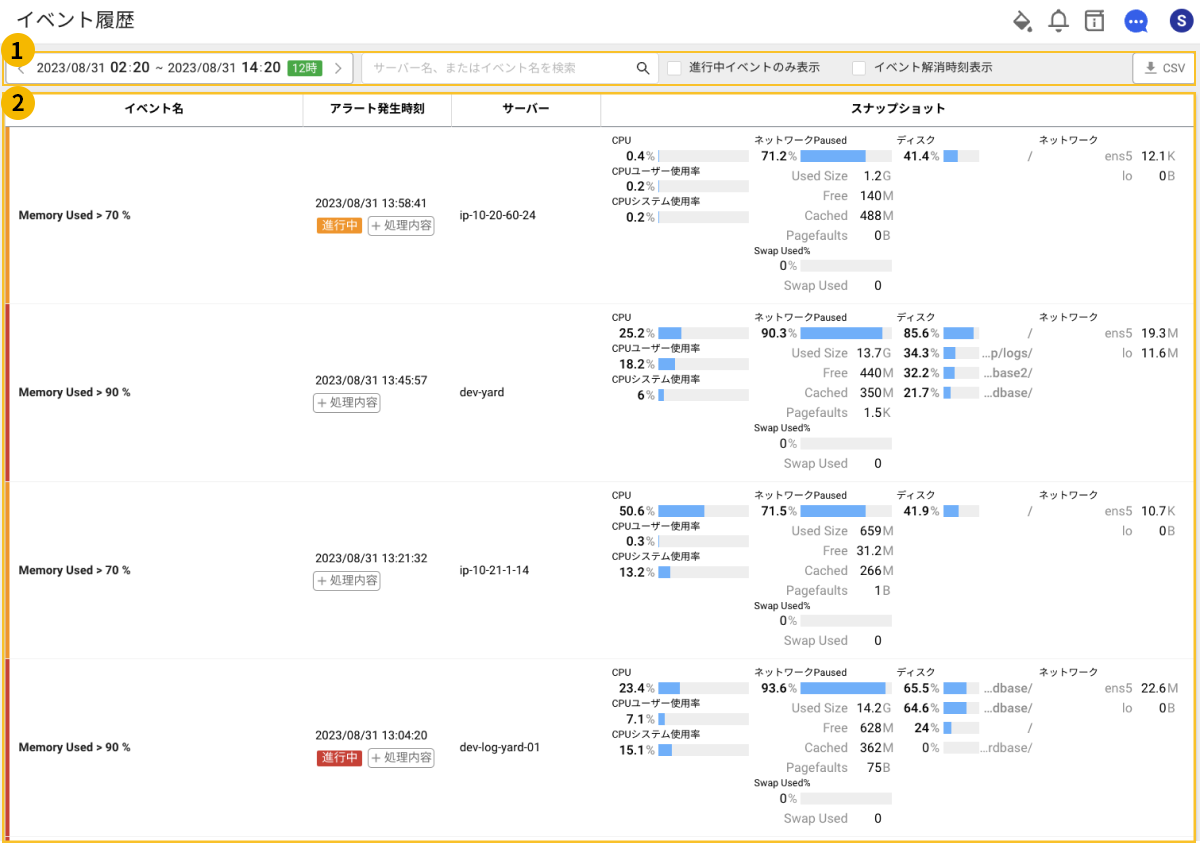 イベント履歴
S
1
2023/08/31 02:20 ~ 2023/08/31 14:20 12時
サーバー名、またはイベント名を検索
進行中イベントのみ表示
イベント解消時刻表示
CSV
2
イベント名 アラート発生時刻 サーバー スナップショット
Memory Used > 70 %
2023/08/31 13:58:41
進行中 + 処理内容
ip-10-20-60-24
CPU
0.4%
CPUユーザー使用率
0.2%
CPUシステム使用率
0.2%
ネットワークPaused
71.2%
Used Size 1.2G
Free 140M
Cached 488M
Pagefaults 0B
Swap Used%
0%
Swap Used 0
ディスク
41.4% /
ネットワーク
ens5 12.1K
lo 0B
Memory Used > 90 %
2023/08/31 13:45:57
+ 処理内容
dev-yard
CPU
25.2%
CPUユーザー使用率
18.2%
CPUシステム使用率
6%
ネットワークPaused
90.3%
Used Size 13.7G
Free 440M
Cached 350M
Pagefaults 1.5K
Swap Used%
0%
Swap Used 0
ディスク
85.6% /
34.3% ...p/logs/
32.2% ...base2/
21.7% ...dbase/
ネットワーク
ens5 19.3M
lo 11.6M
Memory Used > 70 %
2023/08/31 13:21:32
+ 処理内容
ip-10-21-1-14
CPU
50.6%
CPUユーザー使用率
0.3%
CPUシステム使用率
13.2%
ネットワークPaused
71.5%
Used Size 659M
Free 31.2M
Cached 266M
Pagefaults 1B
Swap Used%
0%
Swap Used 0
ディスク
41.9% /
ネットワーク
ens5 10.7K
lo 0B
Memory Used > 90 %
2023/08/31 13:04:20
進行中 + 処理内容
dev-log-yard-01
CPU
23.4%
CPUユーザー使用率
7.1%
CPUシステム使用率
15.1%
ネットワークPaused
93.6%
Used Size 14.2G
Free 628M
Cached 362M
Pagefaults 75B
Swap Used%
0%
Swap Used 0
ディスク
65.5% ...dbase/
64.6% ...dbase/
24% /
0% ...rdbase/
ネットワーク
ens5 22.6M
lo 0B